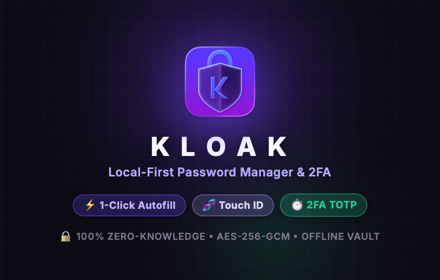 K
KLOAK
Local-First Password Manager & 2FA
⚡ 1-Click Autofill
🧬 Touch ID
⏱️ 2FA TOTP
🔒 100% ZERO-KNOWLEDGE • AES-256-GCM • OFFLINE VAULT